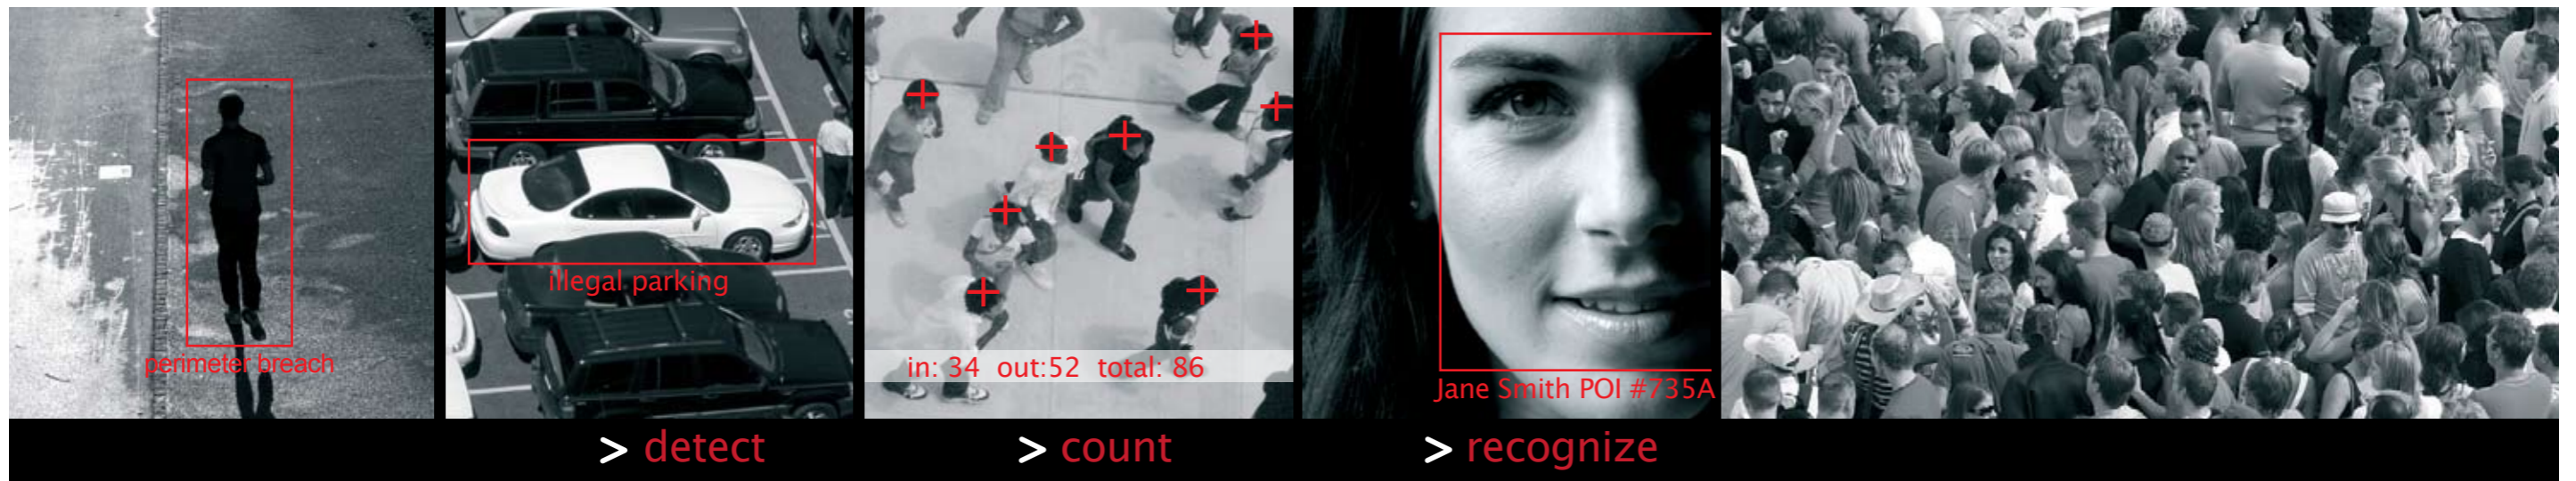 perimeter breach
illegal parking
in: 34 out:52 total: 86
Jane Smith POI #735A
> detect
> count
> recognize